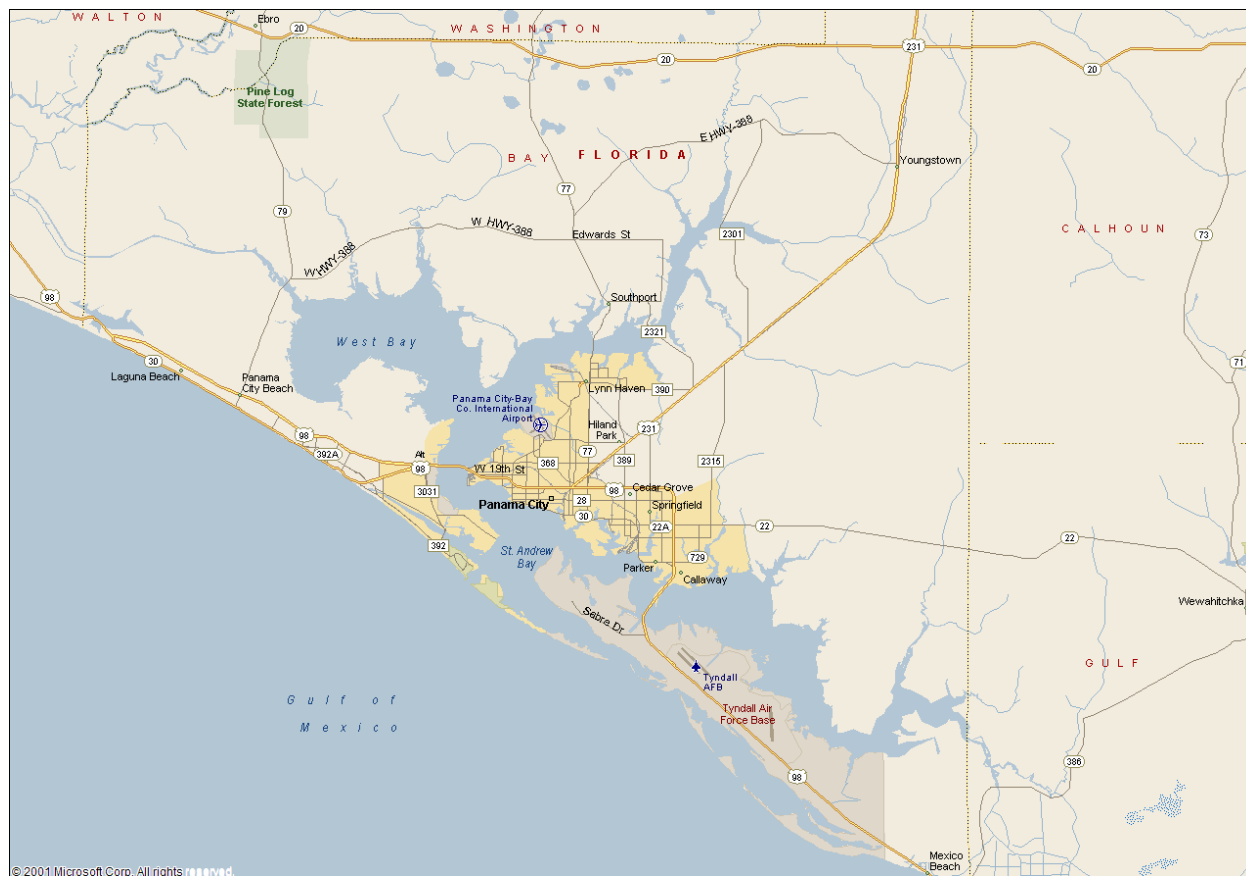 WALTON
Ebro
20
WASHINGTON
231
20
20
Pine Log
State Forest
E HWY-388
BAY
FLORIDA
Youngstown
77
79
W HWY-388
Edwards St
2301
CALHOUN
73
W HWY-388
98
Southport
2321
West Bay
30
71
Laguna Beach
Panama
City Beach
Lynn Haven
390
Panama City-Bay
Co. International
Airport
Hiland
Park
231
98
392A
Alt
98
77
389
368
2315
W 19th St
3031
98
Cedar Grove
Panama City
28
Springfield
30
22A
22
22
392
St. Andrew
Bay
729
Parker
Callaway
Wewahitchka
Sabre Dr
GULF
Tyndall
AFB
Gulf of
Mexico
Tyndall Air
Force Base
386
98
Mexico
Beach
© 2001 Microsoft Corp. All rights reserved.